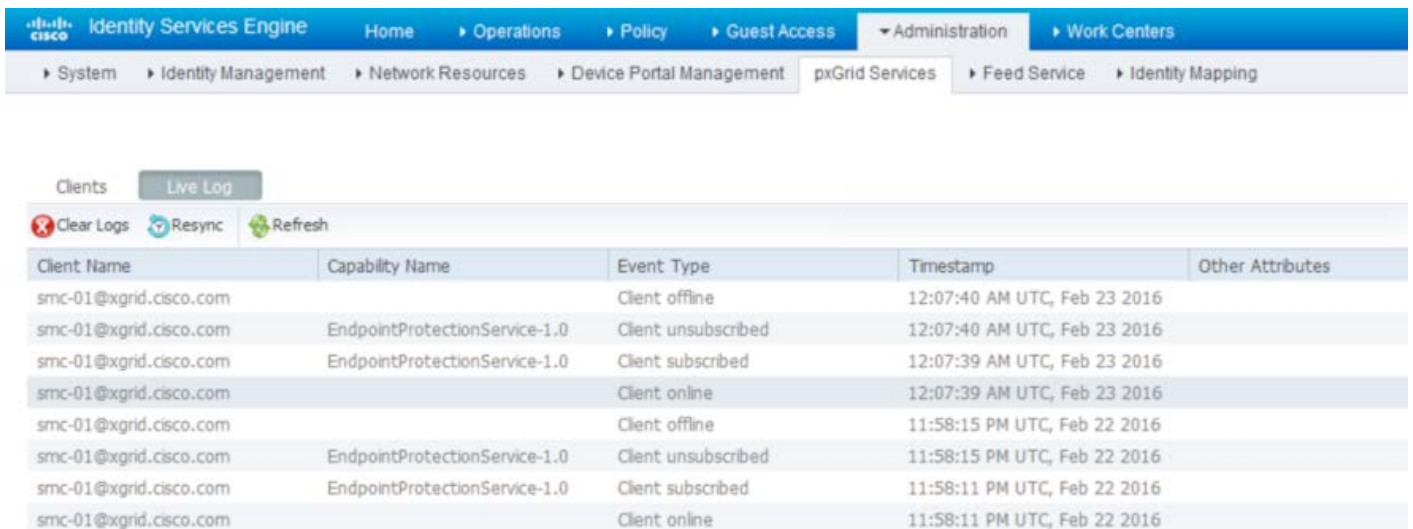 cisco Identity Services Engine Home Operations Policy Guest Access Administration Work Centers
System Identity Management Network Resources Device Portal Management pxGrid Services Feed Service Identity Mapping
Clients Live Log
Clear Logs Resync Refresh
Client Name Capability Name Event Type Timestamp Other Attributes
smc-01@xgrid.cisco.com Client offline 12:07:40 AM UTC, Feb 23 2016
smc-01@xgrid.cisco.com EndpointProtectionService-1.0 Client unsubscribed 12:07:40 AM UTC, Feb 23 2016
smc-01@xgrid.cisco.com EndpointProtectionService-1.0 Client subscribed 12:07:39 AM UTC, Feb 23 2016
smc-01@xgrid.cisco.com Client online 12:07:39 AM UTC, Feb 23 2016
smc-01@xgrid.cisco.com Client offline 11:58:15 PM UTC, Feb 22 2016
smc-01@xgrid.cisco.com EndpointProtectionService-1.0 Client unsubscribed 11:58:15 PM UTC, Feb 22 2016
smc-01@xgrid.cisco.com EndpointProtectionService-1.0 Client subscribed 11:58:11 PM UTC, Feb 22 2016
smc-01@xgrid.cisco.com Client online 11:58:11 PM UTC, Feb 22 2016